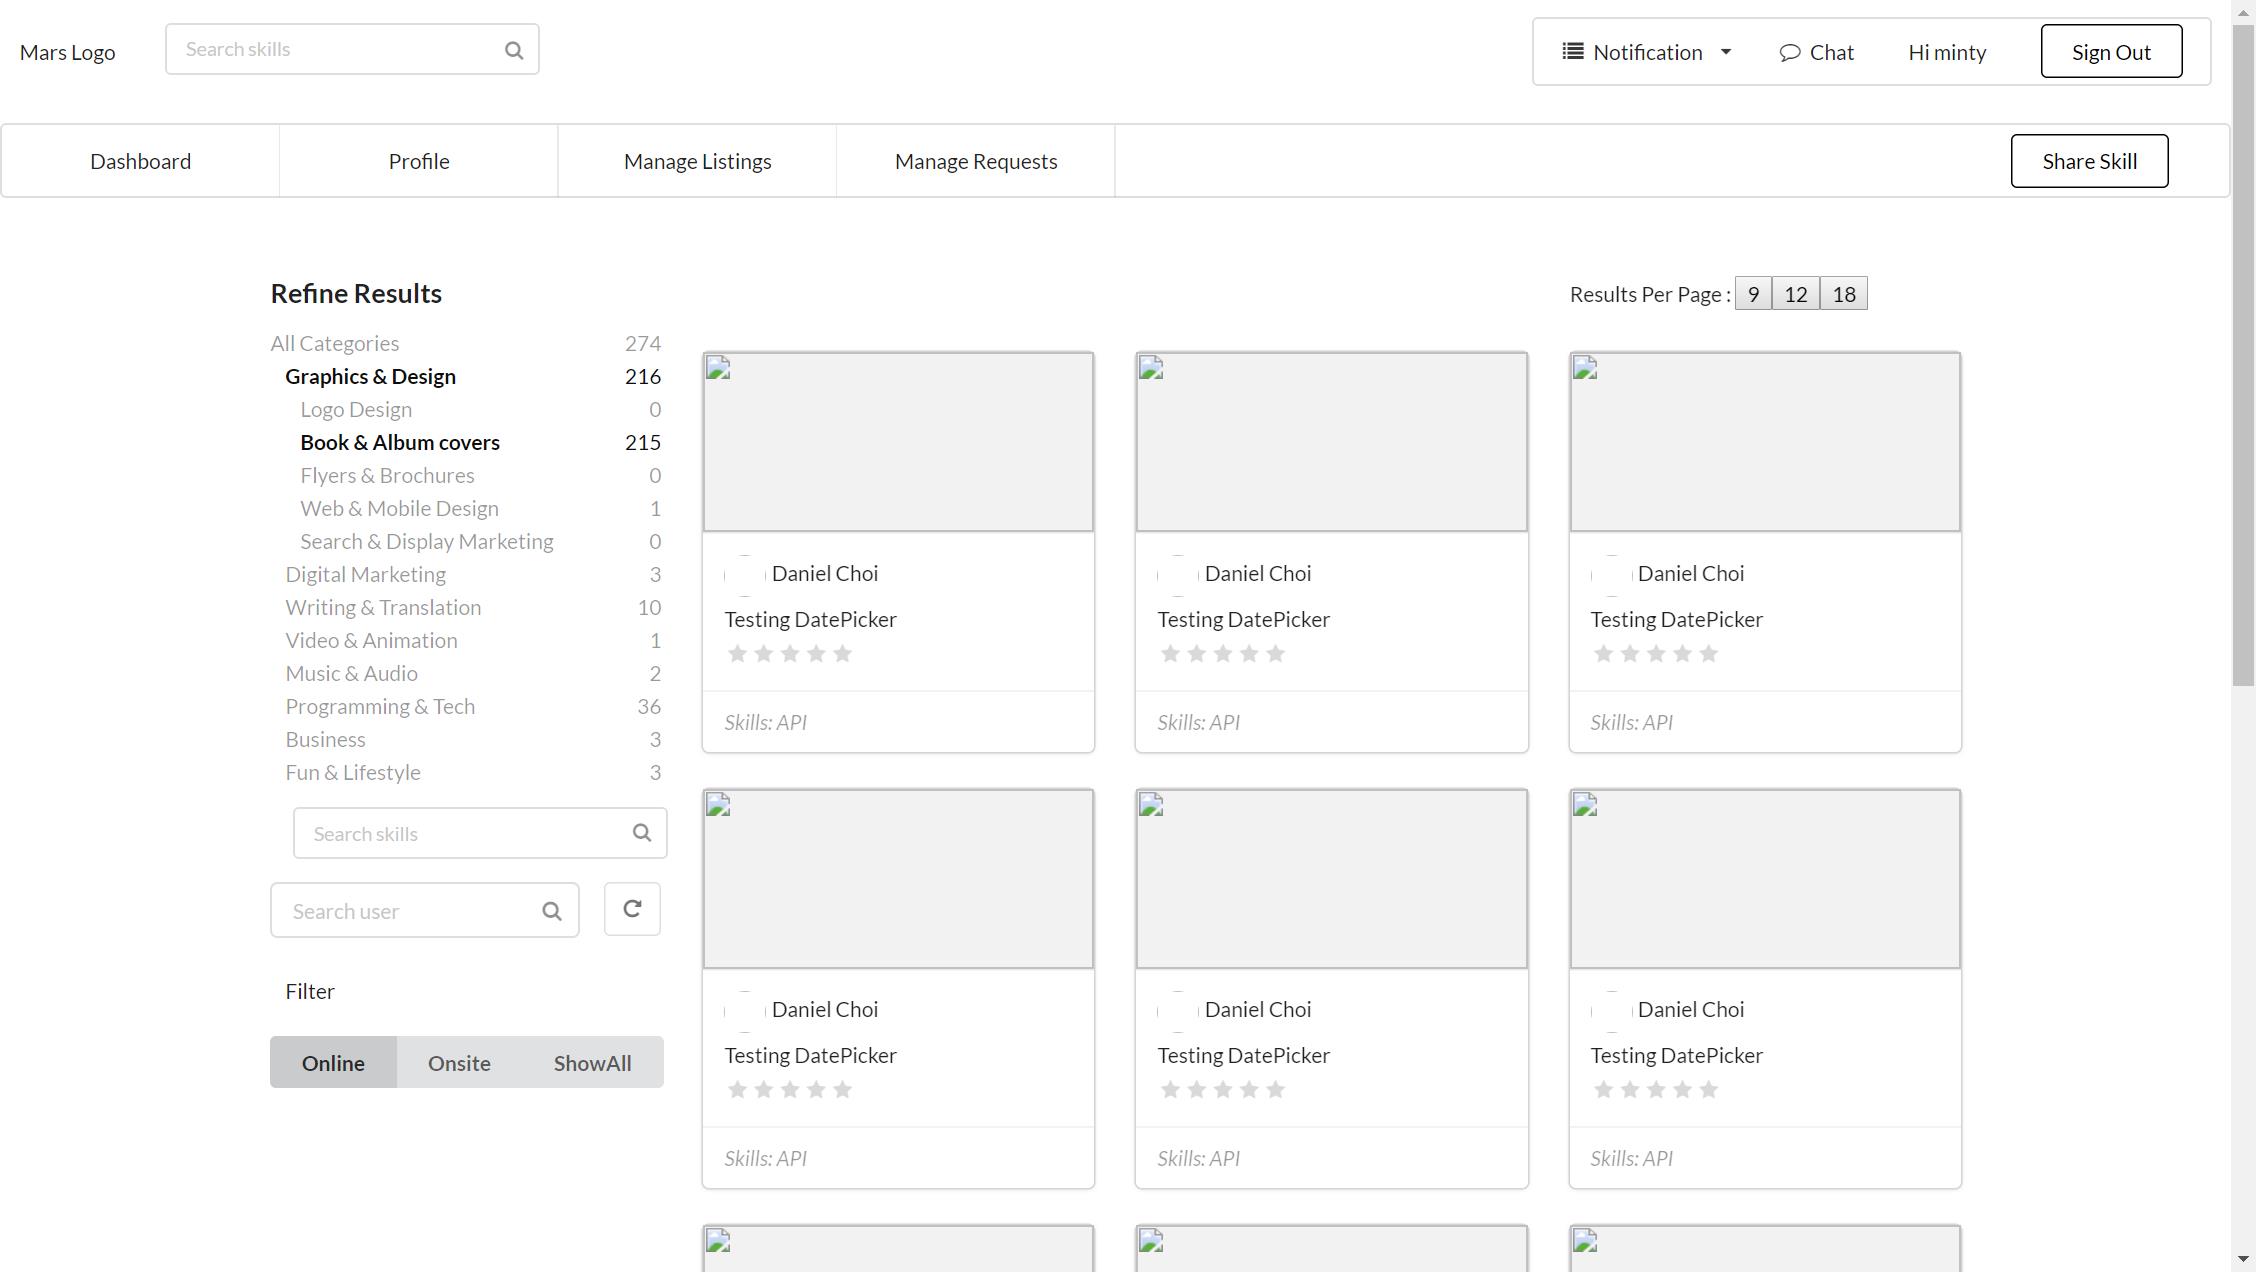 Mars Logo
Search skills
Notification
Chat
Hi minty
Sign Out
Dashboard
Profile
Manage Listings
Manage Requests
Share Skill
Refine Results
Results Per Page : 9 12 18
All Categories 274
Graphics & Design 216
Logo Design 0
Book & Album covers 215
Flyers & Brochures 0
Web & Mobile Design 1
Search & Display Marketing 0
Digital Marketing 3
Writing & Translation 10
Video & Animation 1
Music & Audio 2
Programming & Tech 36
Business 3
Fun & Lifestyle 3
Search skills
Search user
Filter
Online
Onsite
ShowAll
Daniel Choi
Testing DatePicker
Skills: API
Daniel Choi
Testing DatePicker
Skills: API
Daniel Choi
Testing DatePicker
Skills: API
Daniel Choi
Testing DatePicker
Skills: API
Daniel Choi
Testing DatePicker
Skills: API
Daniel Choi
Testing DatePicker
Skills: API